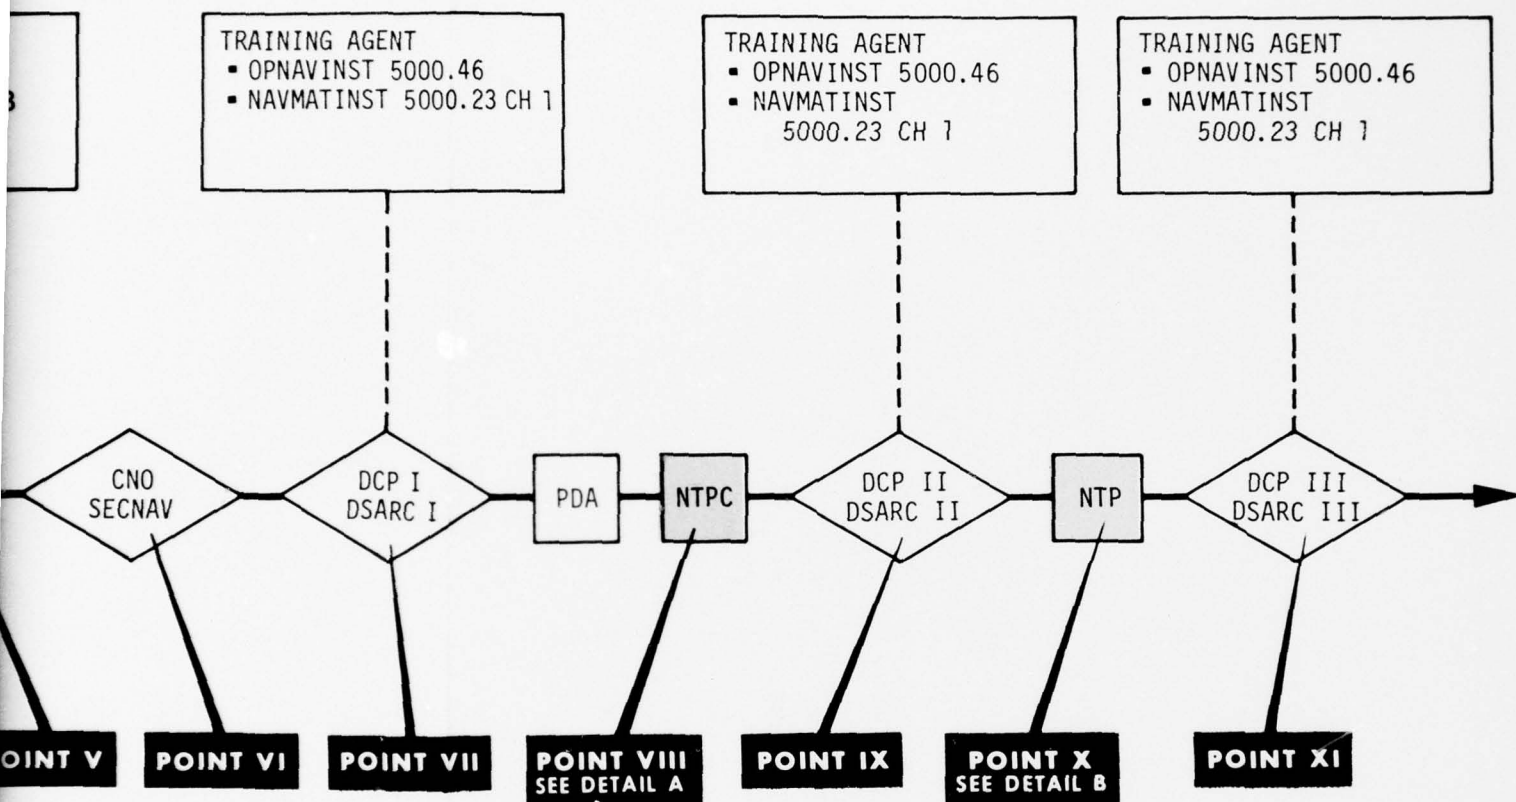 TRAINING AGENT
▪ OPNAVINST 5000.46
▪ NAVMATINST 5000.23 CH 1
TRAINING AGENT
▪ OPNAVINST 5000.46
▪ NAVMATINST
5000.23 CH 1
TRAINING AGENT
▪ OPNAVINST 5000.46
▪ NAVMATINST
5000.23 CH 1
CNO
SECNAV
DCP I
DSARC I
PDA
NTPC
DCP II
DSARC II
NTP
DCP III
DSARC III
OINT V
POINT VI
POINT VII
POINT VIII
SEE DETAIL A
POINT IX
POINT X
SEE DETAIL B
POINT XI